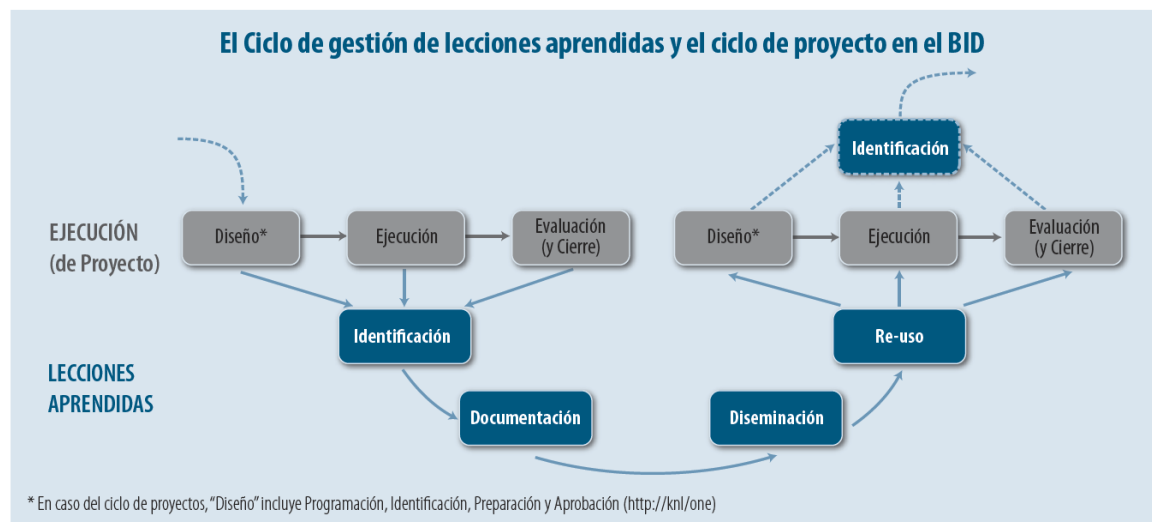 El Ciclo de gestión de lecciones aprendidas y el ciclo de proyecto en el BID
Identificación
EJECUCIÓN
(de Proyecto)
Diseño*
Ejecución
Evaluación
(y Cierre)
Diseño*
Ejecución
Evaluación
(y Cierre)
Identificación
Re-uso
LECCIONES
APRENDIDAS
Documentación
Diseminación
* En caso del ciclo de proyectos, “Diseño” incluye Programación, Identificación, Preparación y Aprobación (http://knl/one)